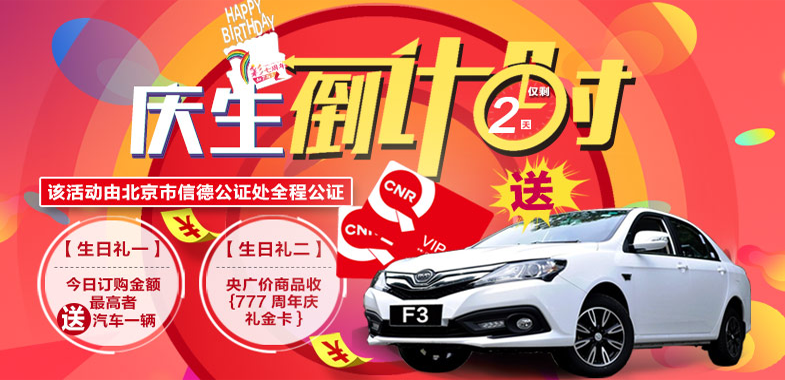 HAPPY
BIRTHDAY
七周年
庆生倒计时
仅剩
2
天
送
该活动由北京市信德公证处全程公证
CNR
CNR
VIP
【 生日礼一 】
今日订购金额
最高者
送 汽车一辆
【 生日礼二 】
央广价商品收
{777 周年庆
礼金卡 }
F3